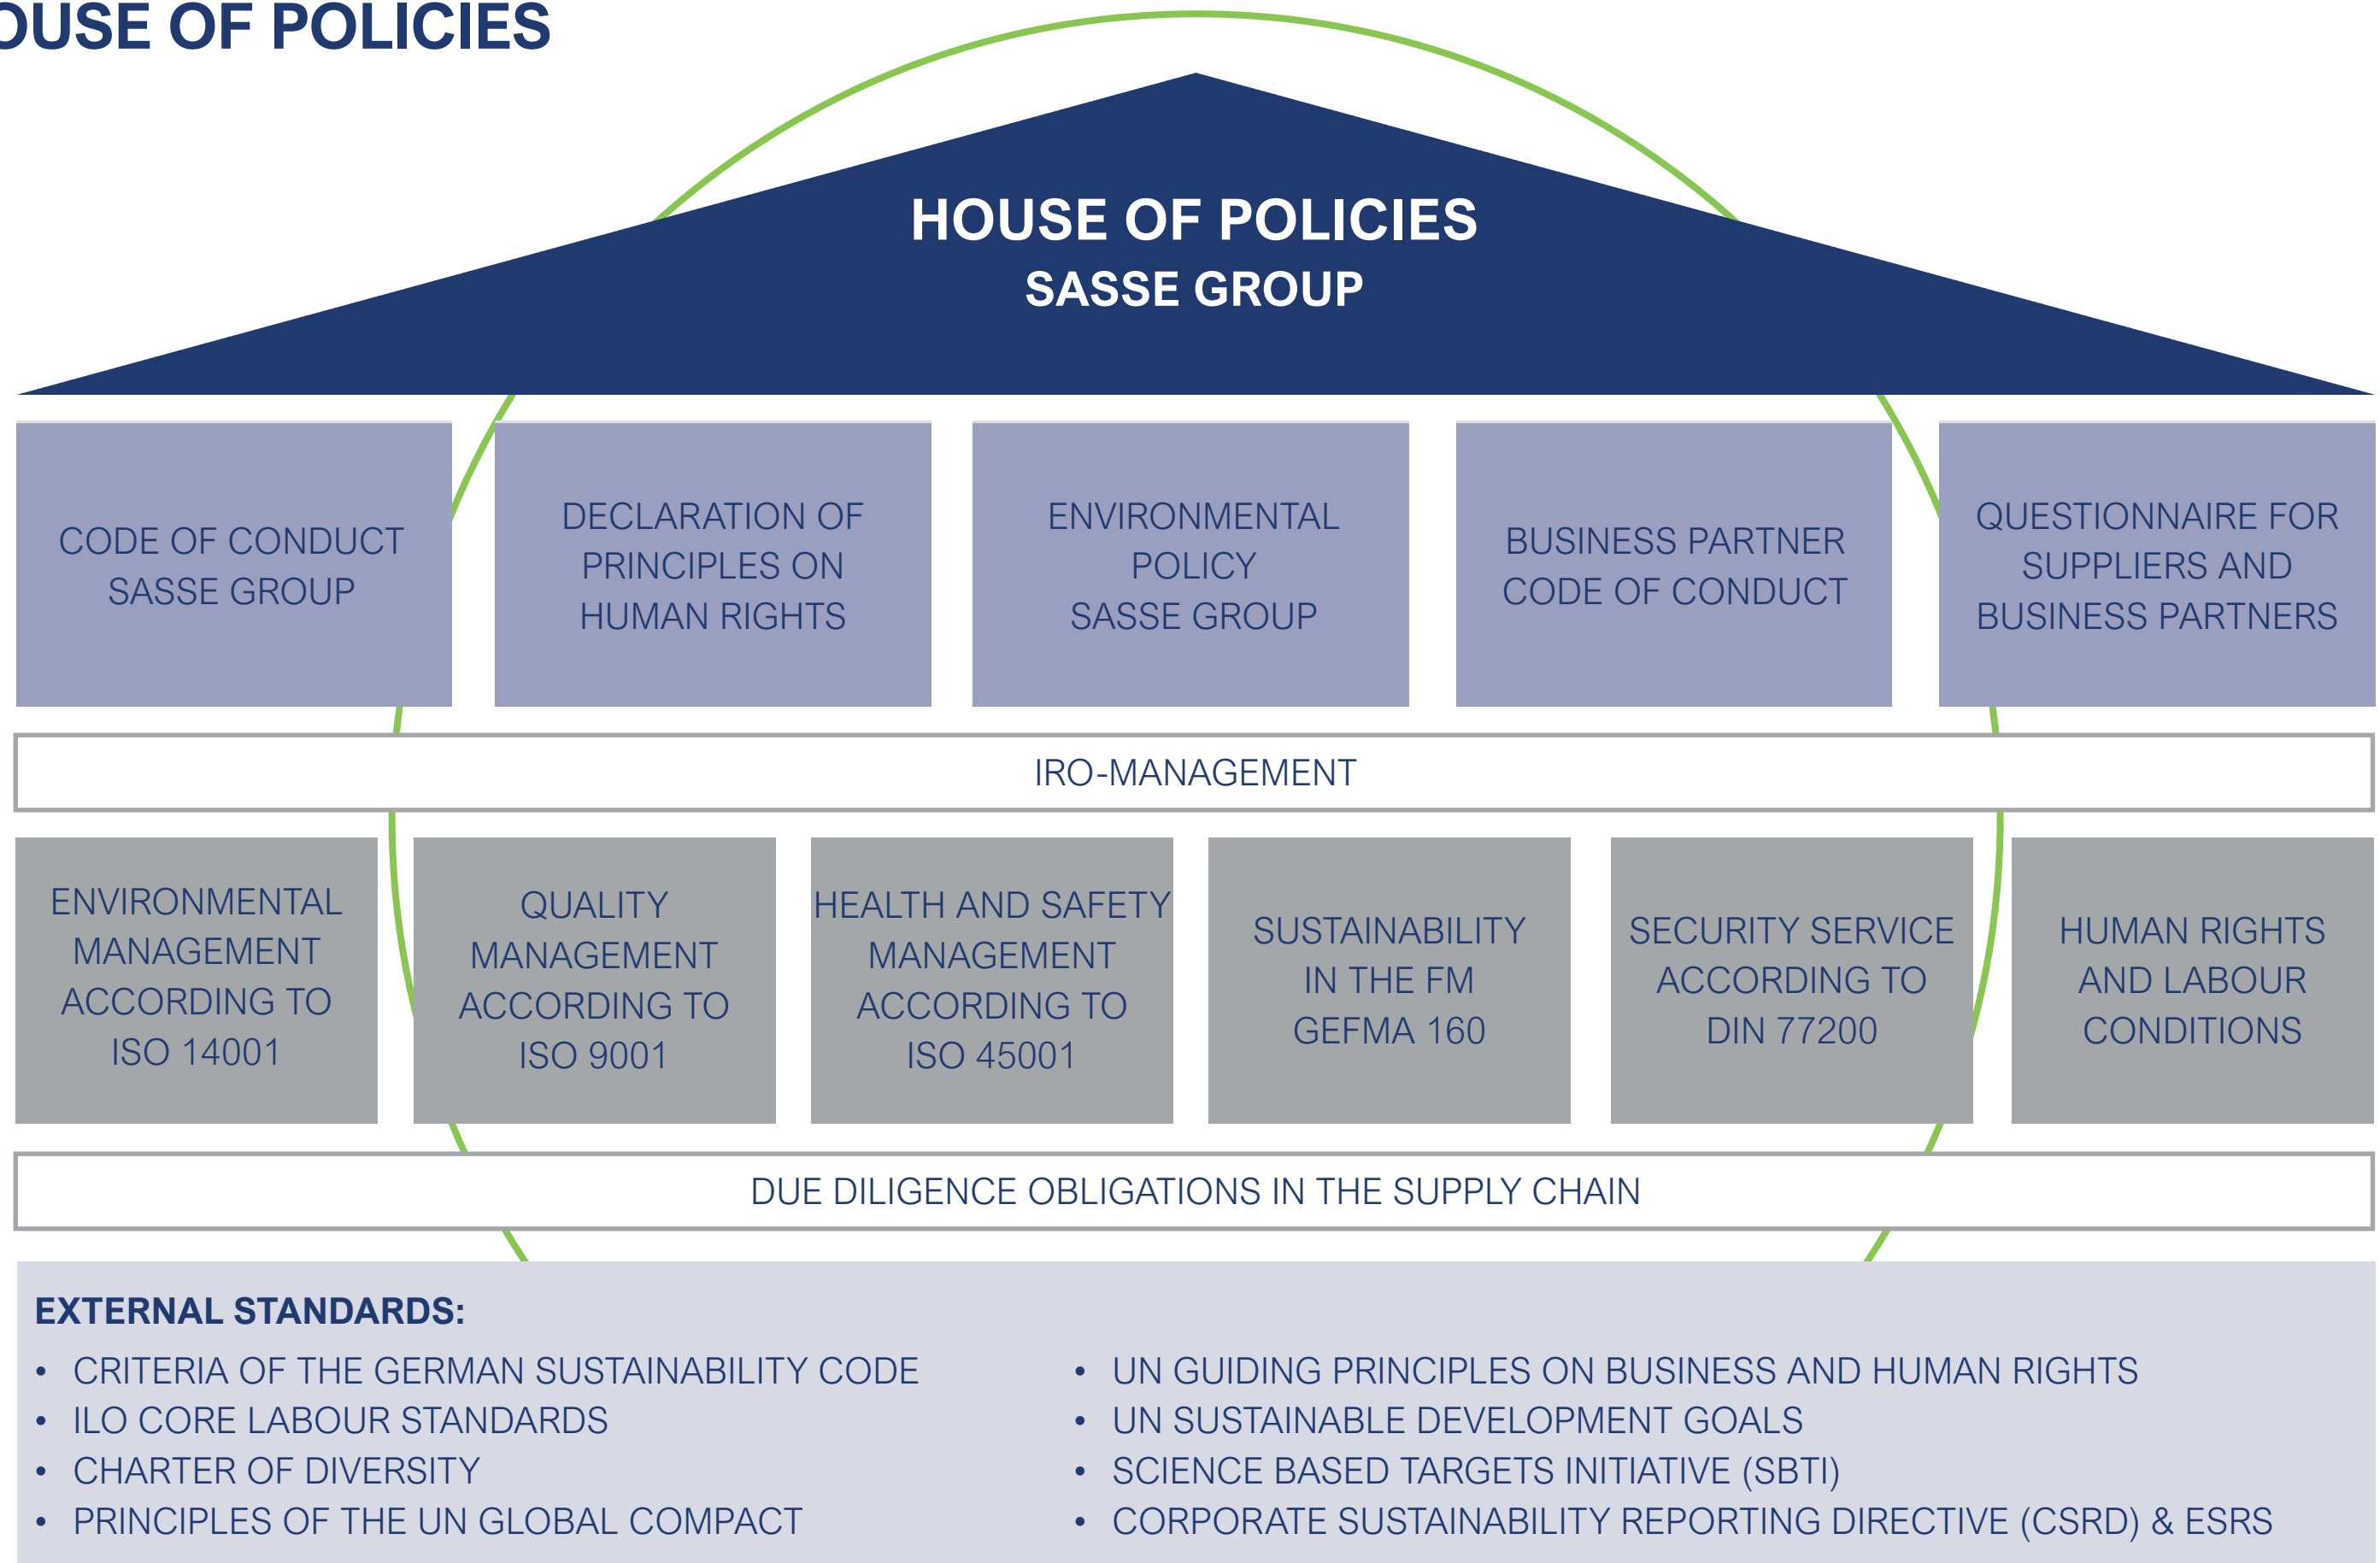 OUSE OF POLICIES
HOUSE OF POLICIES
SASSE GROUP
CODE OF CONDUCT
SASSE GROUP
DECLARATION OF
PRINCIPLES ON
HUMAN RIGHTS
ENVIRONMENTAL
POLICY
SASSE GROUP
BUSINESS PARTNER
CODE OF CONDUCT
QUESTIONNAIRE FOR
SUPPLIERS AND
BUSINESS PARTNERS
IRO-MANAGEMENT
ENVIRONMENTAL
MANAGEMENT
ACCORDING TO
ISO 14001
QUALITY
MANAGEMENT
ACCORDING TO
ISO 9001
HEALTH AND SAFETY
MANAGEMENT
ACCORDING TO
ISO 45001
SUSTAINABILITY
IN THE FM
GEFMA 160
SECURITY SERVICE
ACCORDING TO
DIN 77200
HUMAN RIGHTS
AND LABOUR
CONDITIONS
DUE DILIGENCE OBLIGATIONS IN THE SUPPLY CHAIN
EXTERNAL STANDARDS:
• CRITERIA OF THE GERMAN SUSTAINABILITY CODE
• ILO CORE LABOUR STANDARDS
• CHARTER OF DIVERSITY
• PRINCIPLES OF THE UN GLOBAL COMPACT
• UN GUIDING PRINCIPLES ON BUSINESS AND HUMAN RIGHTS
• UN SUSTAINABLE DEVELOPMENT GOALS
• SCIENCE BASED TARGETS INITIATIVE (SBTI)
• CORPORATE SUSTAINABILITY REPORTING DIRECTIVE (CSRD) & ESRS